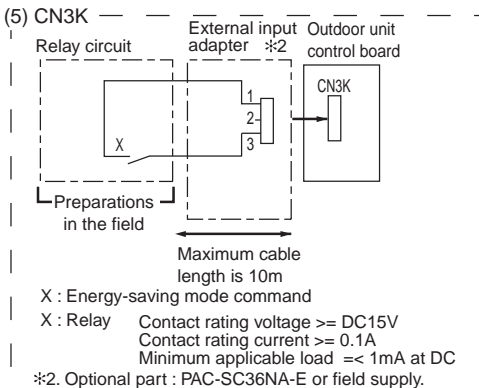 (5) CN3K
Relay circuit
External input
adapter ✻2
Outdoor unit
control board
CN3K
1
2
3
X
Preparations
in the field
Maximum cable
length is 10m
X : Energy-saving mode command
X : Relay Contact rating voltage >= DC15V
Contact rating current >= 0.1A
Minimum applicable load =< 1mA at DC
✻2. Optional part : PAC-SC36NA-E or field supply.